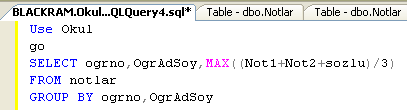 BLACKRAM.Okul...QLQuery4.sql* Table - dbo.Notlar Table - dbo.Notlar
Use Okul
go
SELECT ogrno,OgrAdSoy,MAX((Not1+Not2+sozlu)/3)
FROM notlar
GROUP BY ogrno,OgrAdSoy